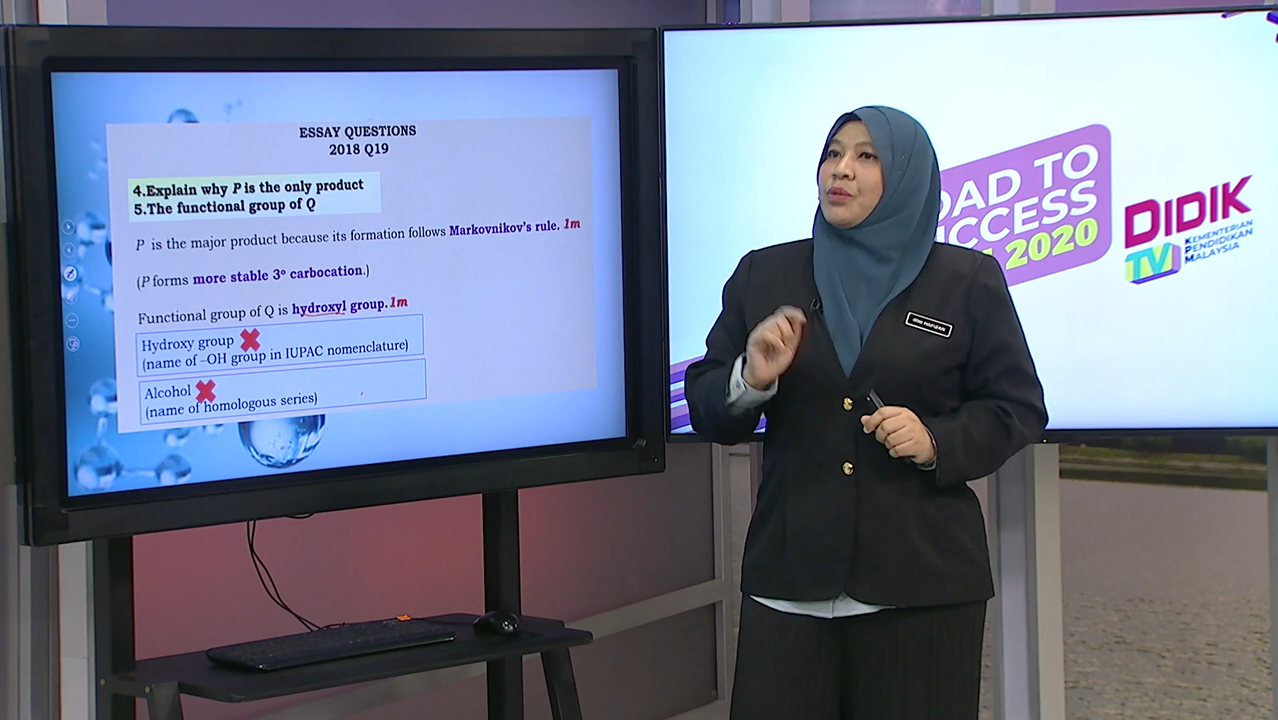 ESSAY QUESTIONS
2018 Q19
4.Explain why P is the only product
5.The functional group of Q
P is the major product because its formation follows Markovnikov's rule. 1m
(P forms more stable 3° carbocation.)
Functional group of Q is hydroxyl group. 1m
Hydroxy group
(name of –OH group in IUPAC nomenclature)
Alcohol
(name of homologous series)
OAD TO
CCESS
2020
DIDIK
TV
KEMENTERIAN
PENDIDIKAN
MALAYSIA